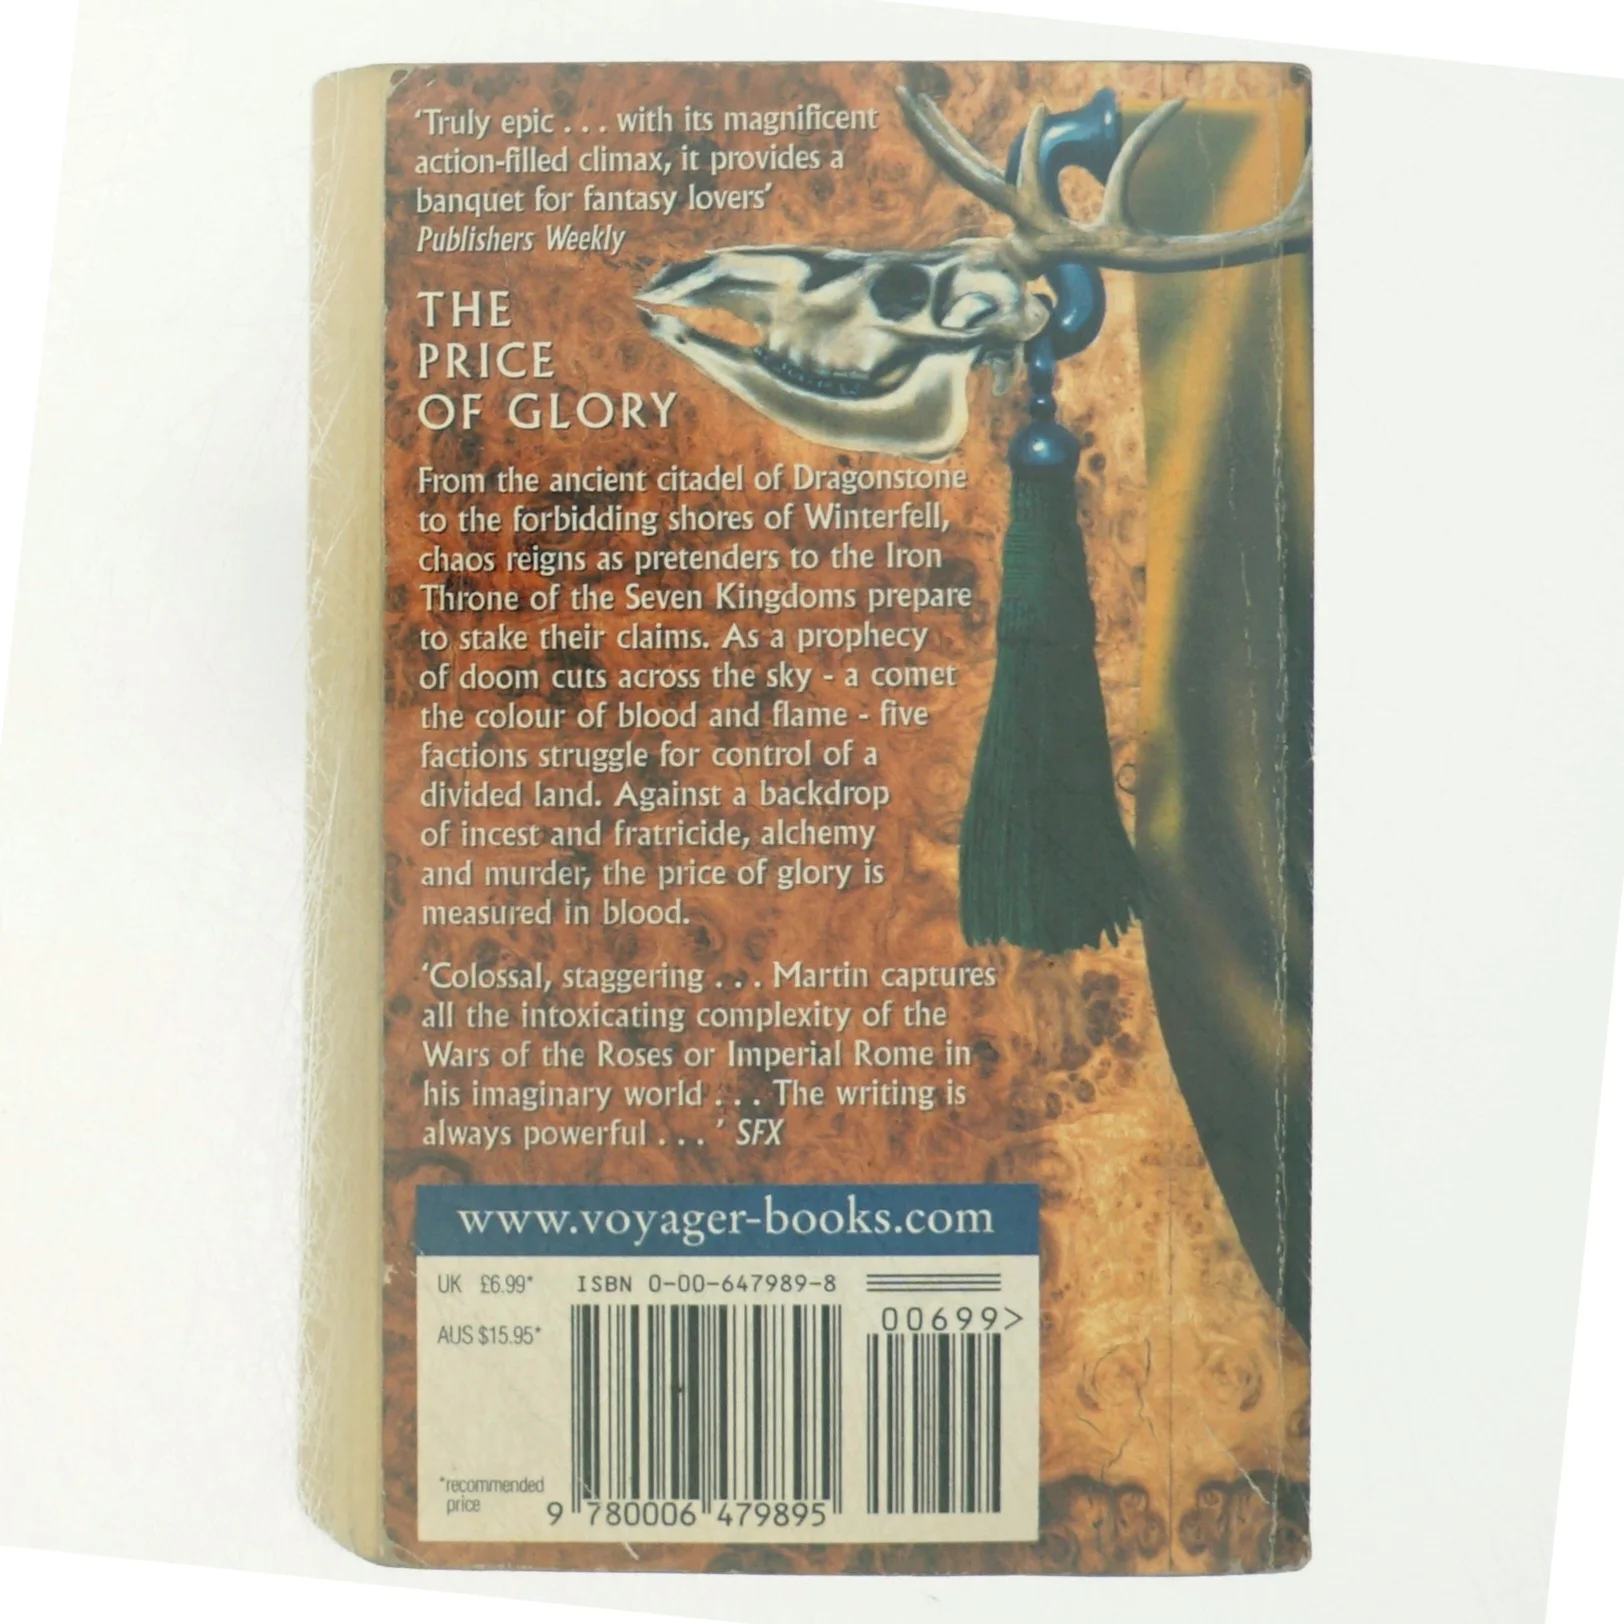 ‘Truly epic . . . with its magnificent
action-filled climax, it provides a
banquet for fantasy lovers’
Publishers Weekly
THE
PRICE
OF GLORY
From the ancient citadel of Dragonstone
to the forbidding shores of Winterfell,
chaos reigns as pretenders to the Iron
Throne of the Seven Kingdoms prepare
to stake their claims. As a prophecy
of doom cuts across the sky - a comet
the colour of blood and flame - five
factions struggle for control of a
divided land. Against a backdrop
of incest and fratricide, alchemy
and murder, the price of glory is
measured in blood.
‘Colossal, staggering . . . Martin captures
all the intoxicating complexity of the
Wars of the Roses or Imperial Rome in
his imaginary world . . . The writing is
always powerful . . . ’ SFX
www.voyager-books.com
UK £6.99*
ISBN 0-00-647989-8
00699>
AUS $15.95*
*recommended
price
9 780006 479895